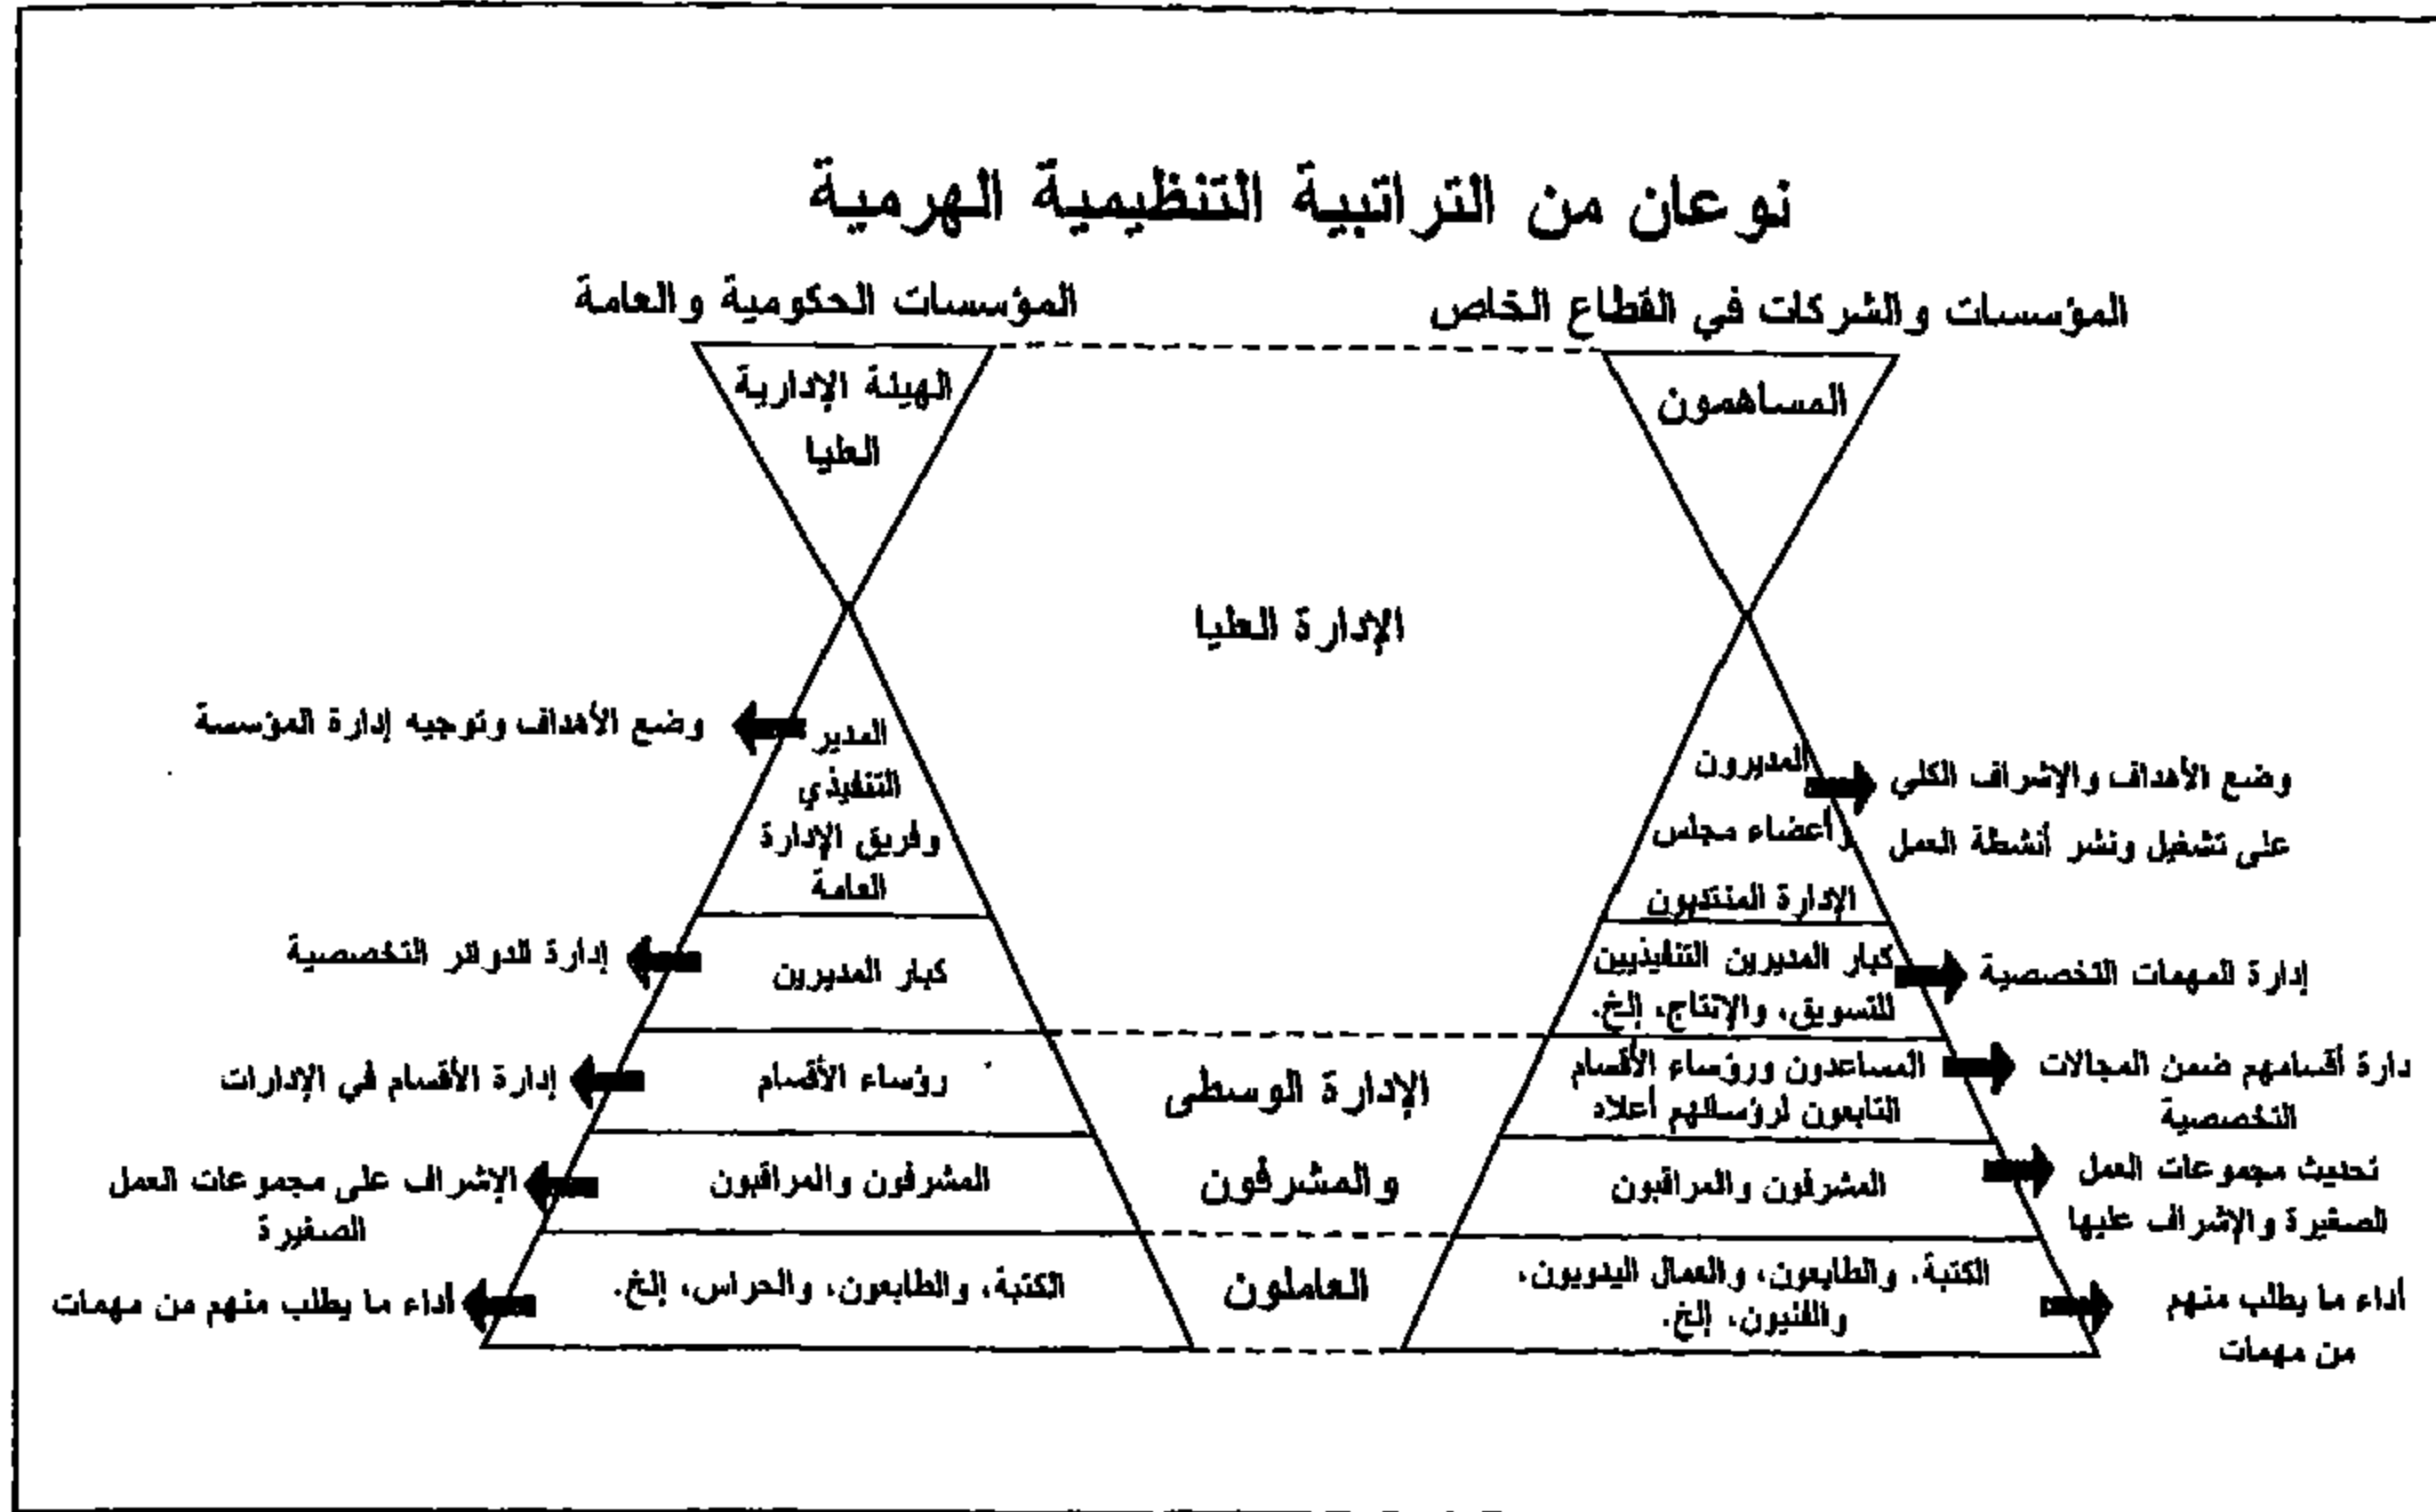 نوعان من التراتبية التنظيمية الهرمية
المؤسسات والشركات في القطاع الخاص
المؤسسات الحكومية والعامة
المساهمون
المديرون
وأعضاء مجلس
الإدارة المنتدبون
كبار المديرين التنفيذيين
للتسويق، والإنتاج، إلخ.
المساعدون ورؤساء الأقسام
التابعون لرؤسائهم أعلاه
المشرفون والمراقبون
الكتبة، والطابعون، والعمال اليدويون،
والفنيون، إلخ.
وضع الأهداف والإشراف الكلي
على تشغيل ونشر أنشطة العمل
إدارة المهمات التخصصية
دارة أقسامهم ضمن المجالات
التخصصية
تحديث مجموعات العمل
الصغيرة والإشراف عليها
أداء ما يطلب منهم
من مهمات
الإدارة العليا
الإدارة الوسطى
والمشرفون
العاملون
الهيئة الإدارية
العليا
المدير
التنفيذي
وفريق الإدارة
العامة
كبار المديرين
رؤساء الأقسام
المشرفون والمراقبون
الكتبة، والطابعون، والحراس، إلخ.
وضع الأهداف وتوجيه إدارة المؤسسة
إدارة الدوائر التخصصية
إدارة الأقسام في الإدارات
الإشراف على مجموعات العمل
الصغيرة
أداء ما يطلب منهم من مهمات